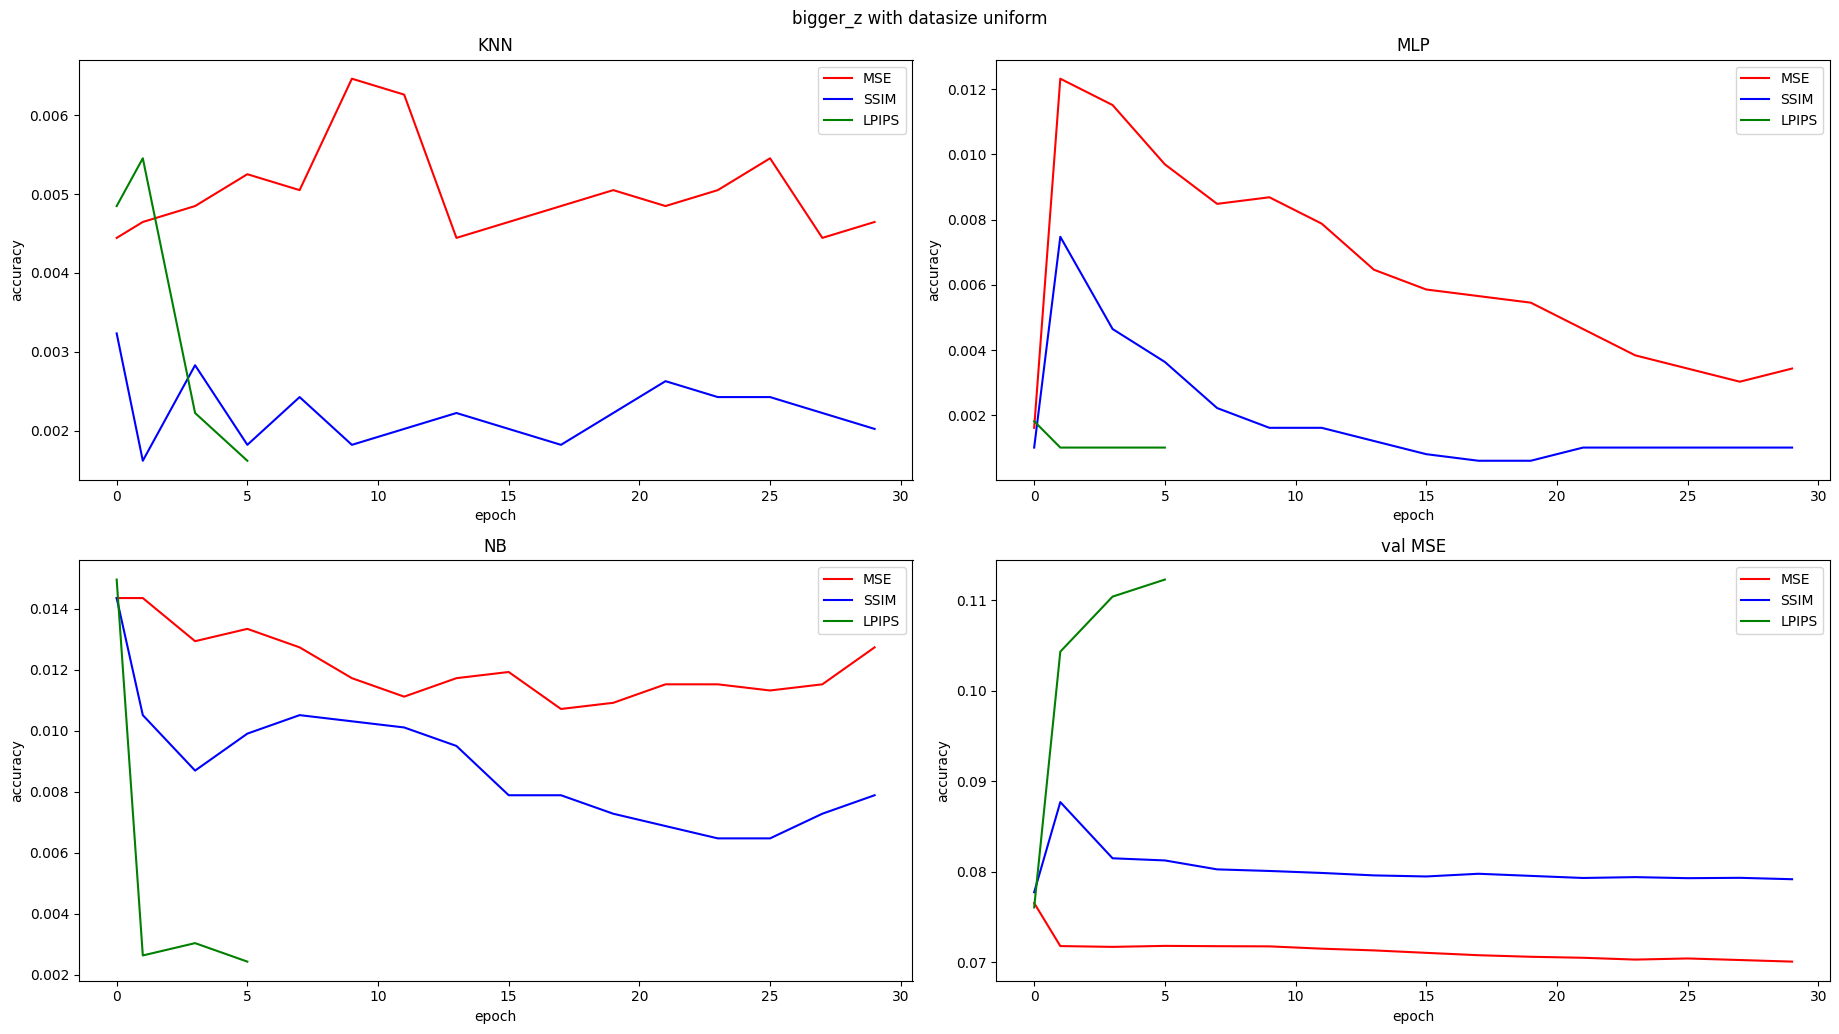 bigger_z with datasize uniform
KNN
MSE
SSIM
LPIPS
accuracy
0.006
0.005
0.004
0.003
0.002
0
5
10
15
20
25
30
epoch
MLP
MSE
SSIM
LPIPS
accuracy
0.012
0.010
0.008
0.006
0.004
0.002
0
5
10
15
20
25
30
epoch
NB
MSE
SSIM
LPIPS
accuracy
0.014
0.012
0.010
0.008
0.006
0.004
0.002
0
5
10
15
20
25
30
epoch
val MSE
MSE
SSIM
LPIPS
accuracy
0.11
0.10
0.09
0.08
0.07
0
5
10
15
20
25
30
epoch